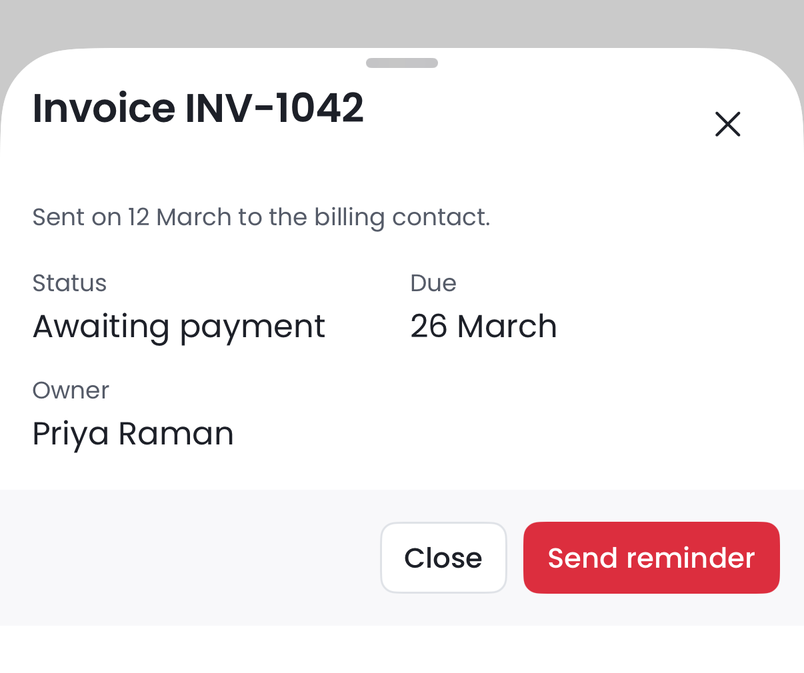 Invoice INV-1042
Sent on 12 March to the billing contact.
Status
Awaiting payment
Due
26 March
Owner
Priya Raman
Close
Send reminder